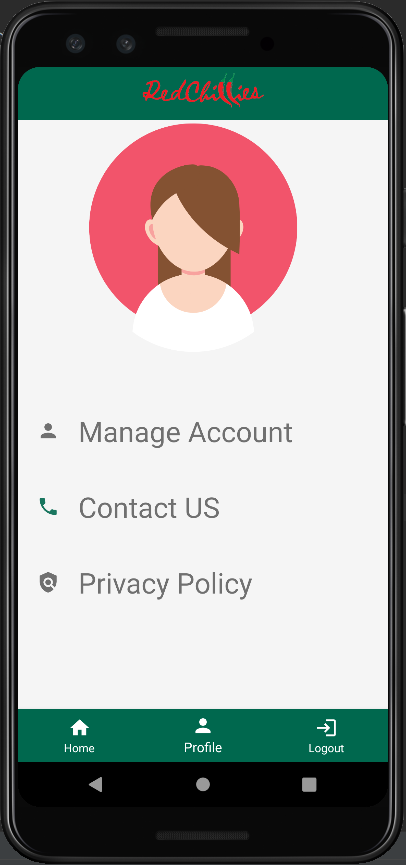 RedChillies
Manage Account
Contact US
Privacy Policy
Home
Profile
Logout